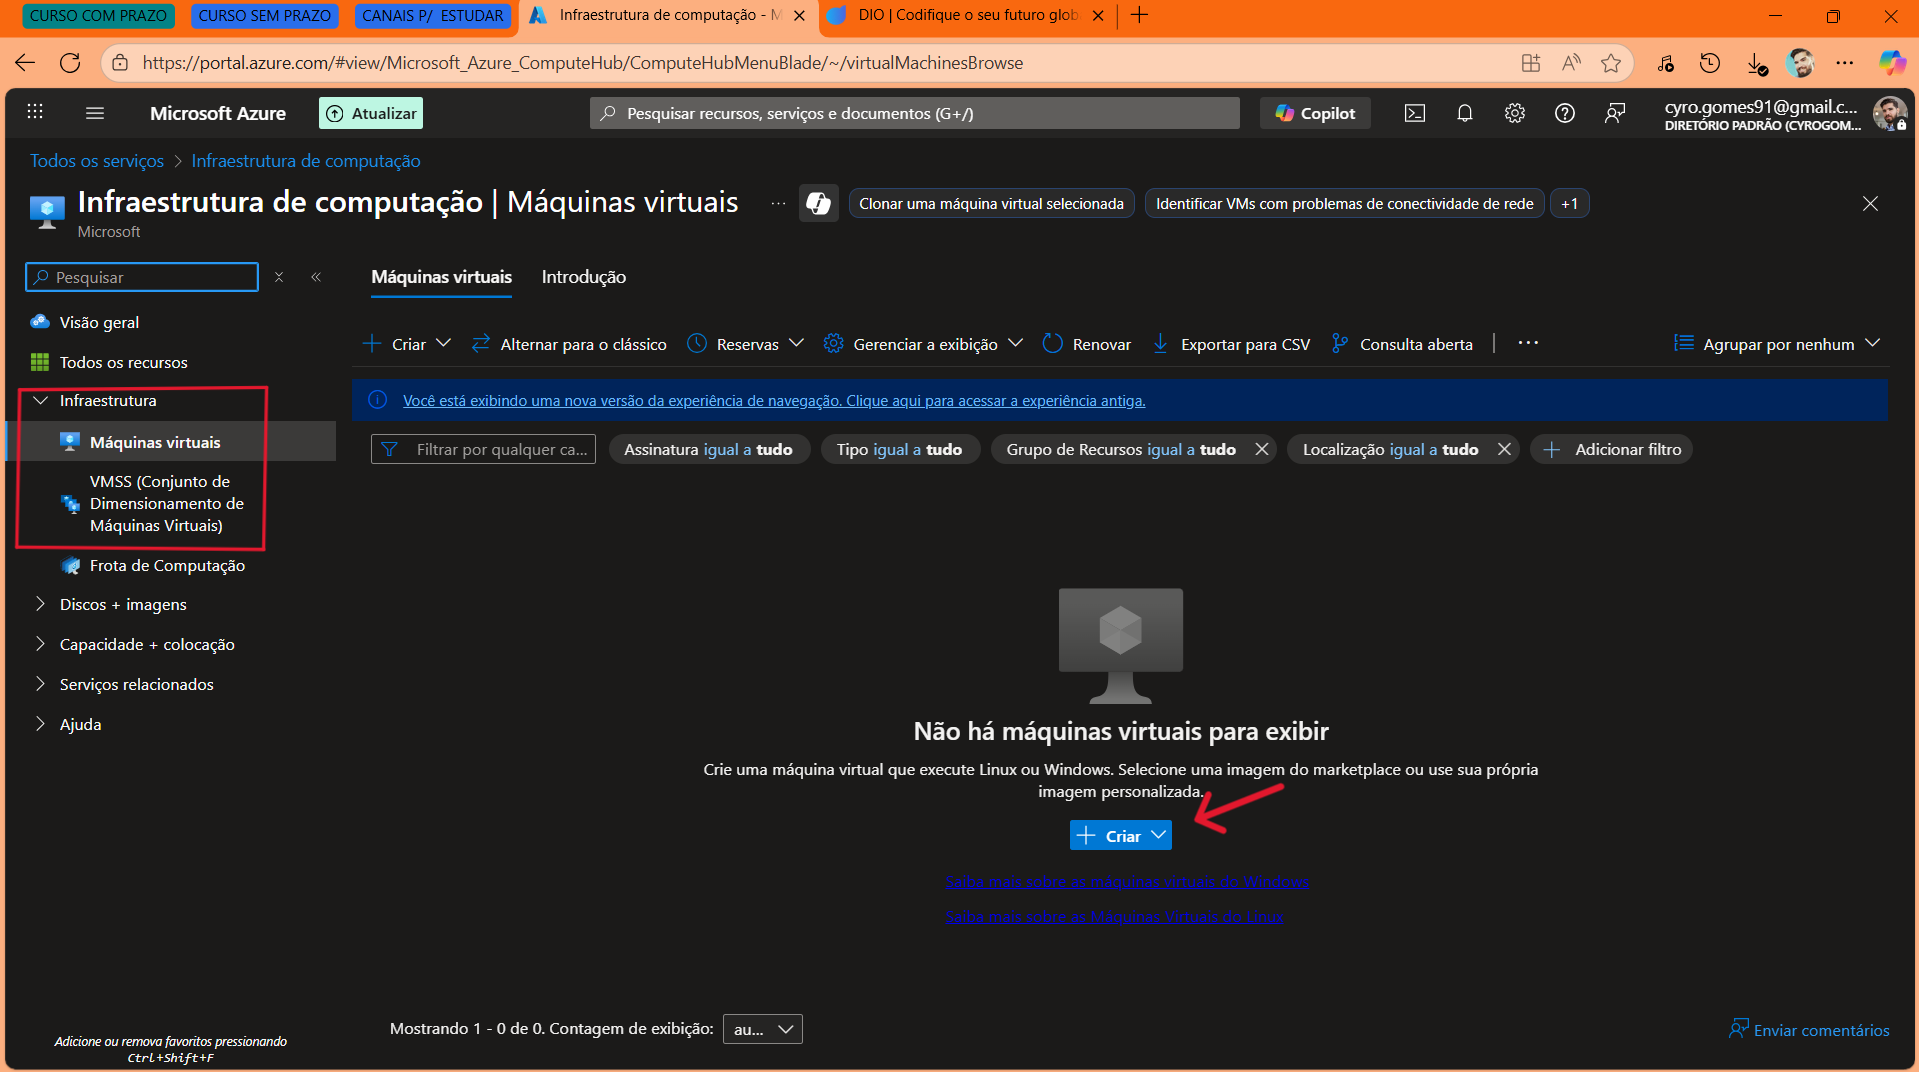 CURSO COM PRAZO
CURSO SEM PRAZO
CANAIS P/ ESTUDAR
Infraestrutura de computação - M
DIO | Codifique o seu futuro glob
https://portal.azure.com/#view/Microsoft_Azure_ComputeHub/ComputeHubMenuBlade/~/virtualMachinesBrowse
Microsoft Azure
Atualizar
Pesquisar recursos, serviços e documentos (G+/)
Copilot
cyro.gomes91@gmail.c...
DIRETÓRIO PADRÃO (CYROGOM...
Todos os serviços > Infraestrutura de computação
Infraestrutura de computação | Máquinas virtuais
...
Clonar uma máquina virtual selecionada
Identificar VMs com problemas de conectividade de rede
+1
Microsoft
Pesquisar
Visão geral
Todos os recursos
Infraestrutura
Máquinas virtuais
VMSS (Conjunto de
Dimensionamento de
Máquinas Virtuais)
Frota de Computação
Discos + imagens
Capacidade + colocação
Serviços relacionados
Ajuda
Adicione ou remova favoritos pressionando
Ctrl+Shift+F
Máquinas virtuais
Introdução
Criar
Alternar para o clássico
Reservas
Gerenciar a exibição
Renovar
Exportar para CSV
Consulta aberta
...
Agrupar por nenhum
Você está exibindo uma nova versão da experiência de navegação. Clique aqui para acessar a experiência antiga.
Filtrar por qualquer ca...
Assinatura igual a tudo
Tipo igual a tudo
Grupo de Recursos igual a tudo
Localização igual a tudo
Adicionar filtro
Não há máquinas virtuais para exibir
Crie uma máquina virtual que execute Linux ou Windows. Selecione uma imagem do marketplace ou use sua própria
imagem personalizada.
Criar
Saiba mais sobre as máquinas virtuais do Windows
Saiba mais sobre as Máquinas Virtuais do Linux
Mostrando 1 - 0 de 0. Contagem de exibição:
au...
Enviar comentários